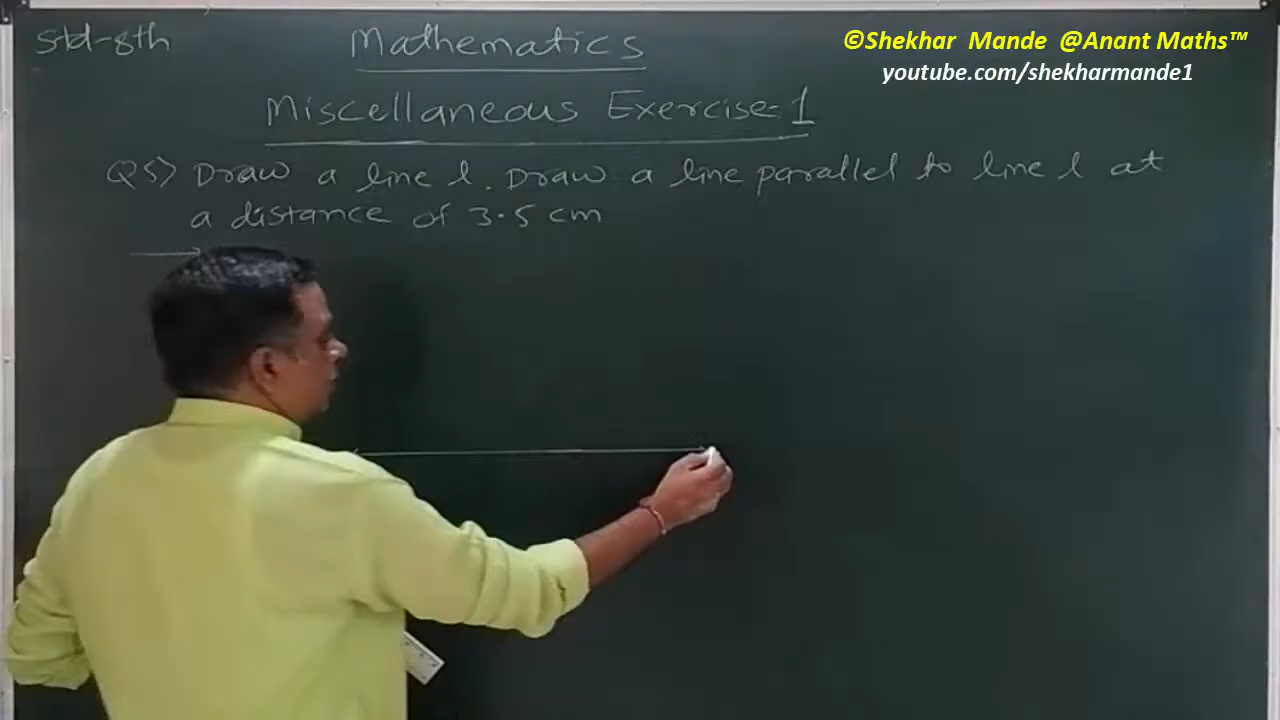 Std-8th
Mathematics
©Shekhar Mande @Anant Maths™
youtube.com/shekharmande1
Miscellaneous Exercise-1
Q5) Draw a line l. Draw a line parallel to line l at
a distance of 3.5 cm